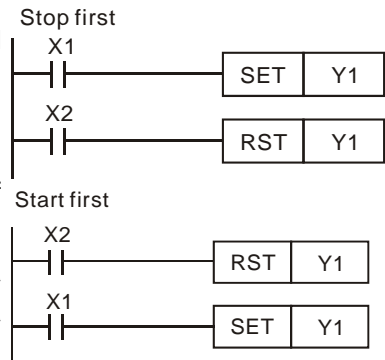 Stop first
X1
SET Y1
X2
RST Y1
Start first
X2
RST Y1
X1
SET Y1